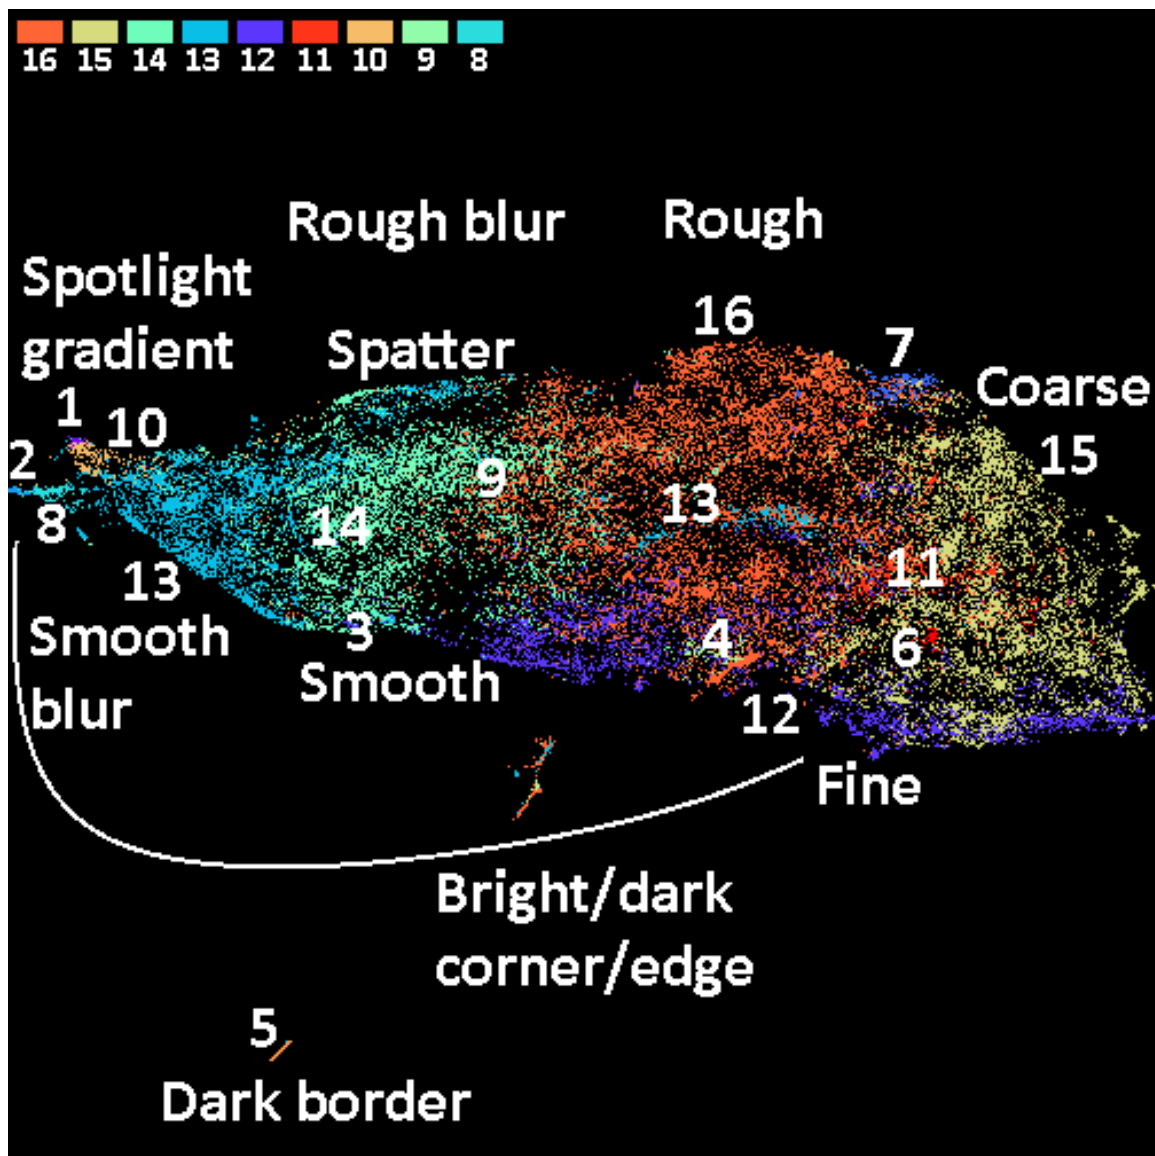 16 15 14 13 12 11 10 9 8
Rough blur
Rough
Spotlight
gradient
Spatter
16
7
Coarse
1
10
2
9
15
13
8
14
11
13
Smooth
blur
3
Smooth
4
6
12
Fine
Bright/dark
corner/edge
5
Dark border